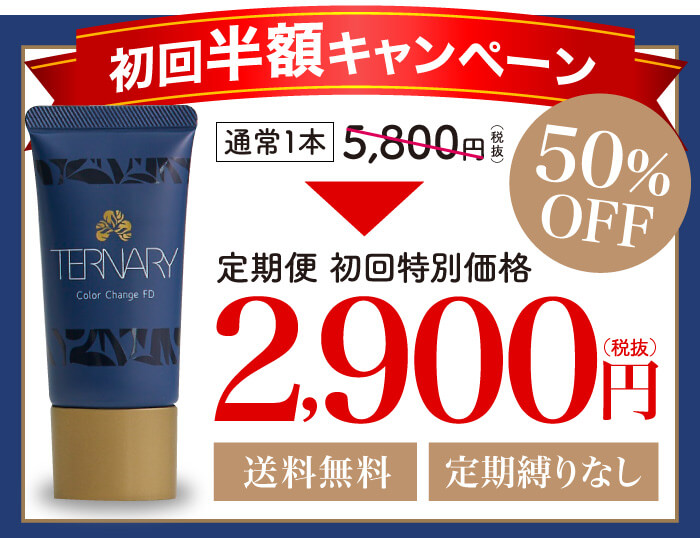 初回半額キャンペーン
通常1本 5,800円(税抜)
50%
OFF
TERNARY
Color Change FD
定期便 初回特別価格
2,900円(税抜)
送料無料 定期縛りなし